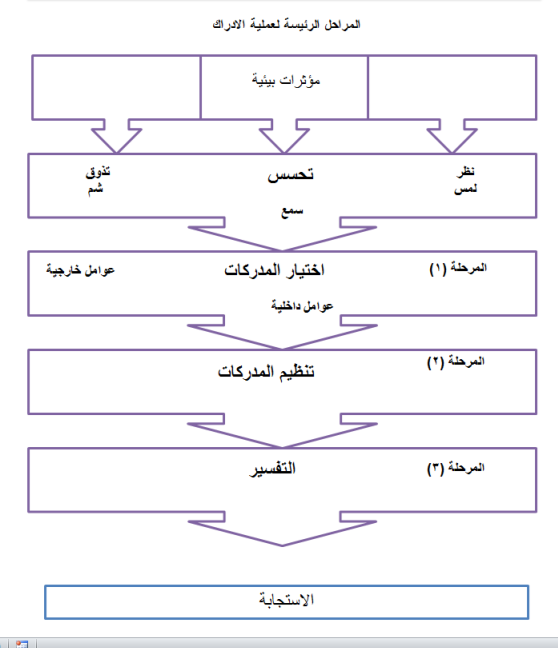 المراحل الرئيسة لعملية الادراك
مؤثرات بيئية
نظر تحسس تذوق
لمس شم
سمع
المرحلة (١) اختيار المدركات عوامل خارجية
عوامل داخلية
المرحلة (٢) تنظيم المدركات
المرحلة (٣) التفسير
الاستجابة